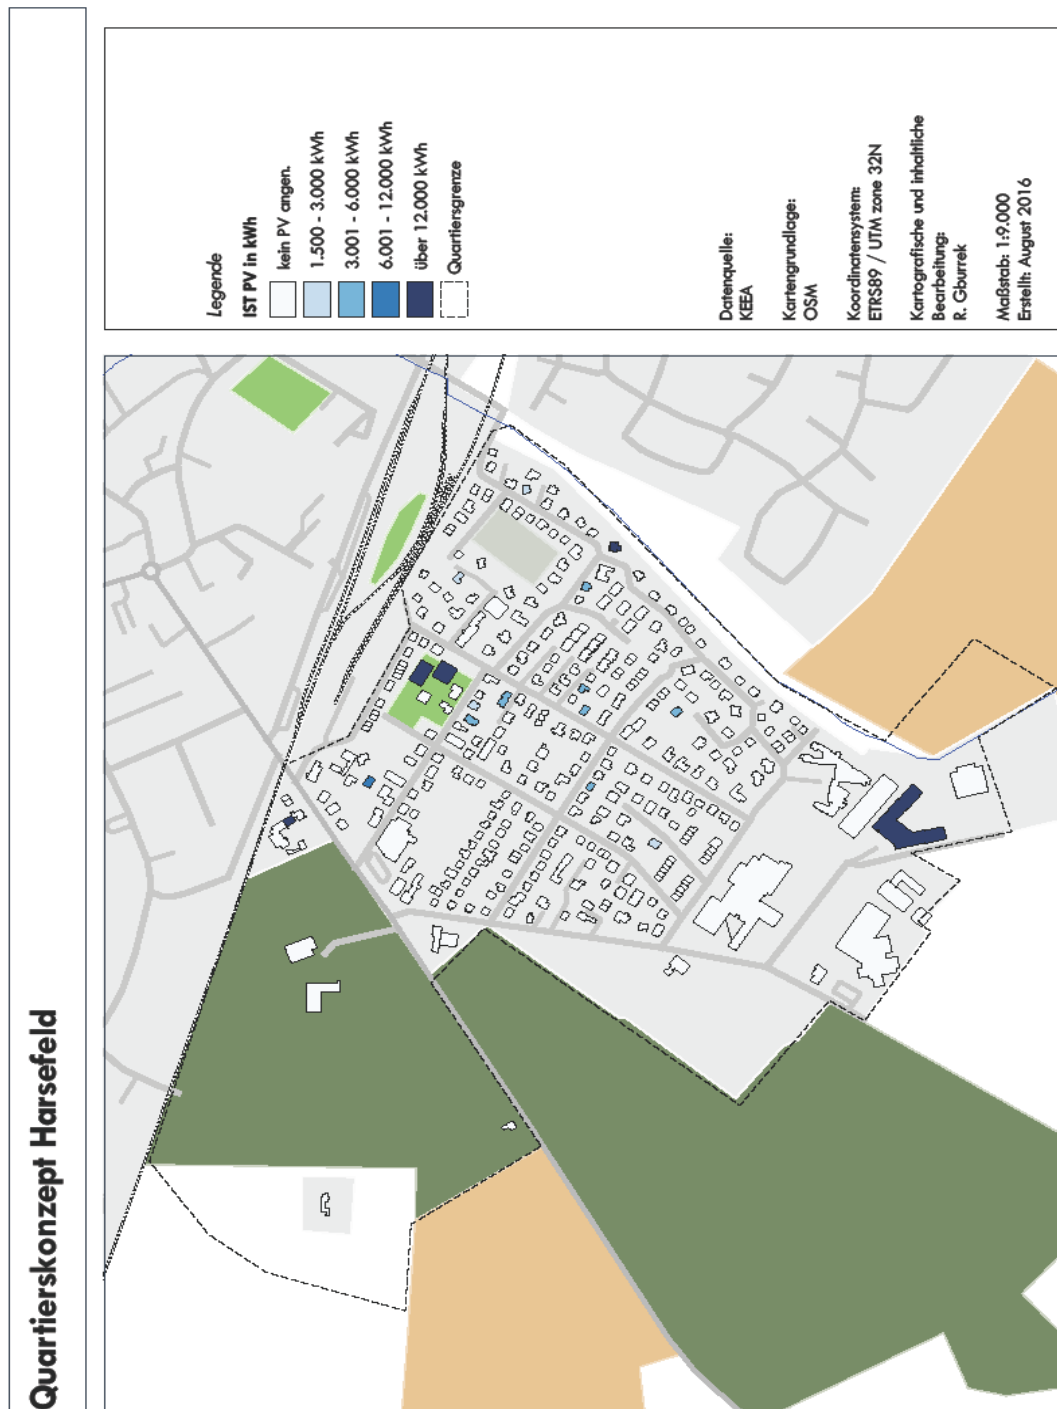 Quartierskonzept Harsefeld
Legende
IST PV in kWh
kein PV angen.
1.500 - 3.000 kWh
3.001 - 6.000 kWh
6.001 - 12.000 kWh
über 12.000 kWh
Quartiersgrenze
Datenquelle:
KEEA
Kartengrundlage:
OSM
Koordinatensystem:
ETRS89 / UTM zone 32N
Kartografische und inhaltliche
Bearbeitung:
R. Gburrek
Maßstab: 1:9.000
Erstellt: August 2016